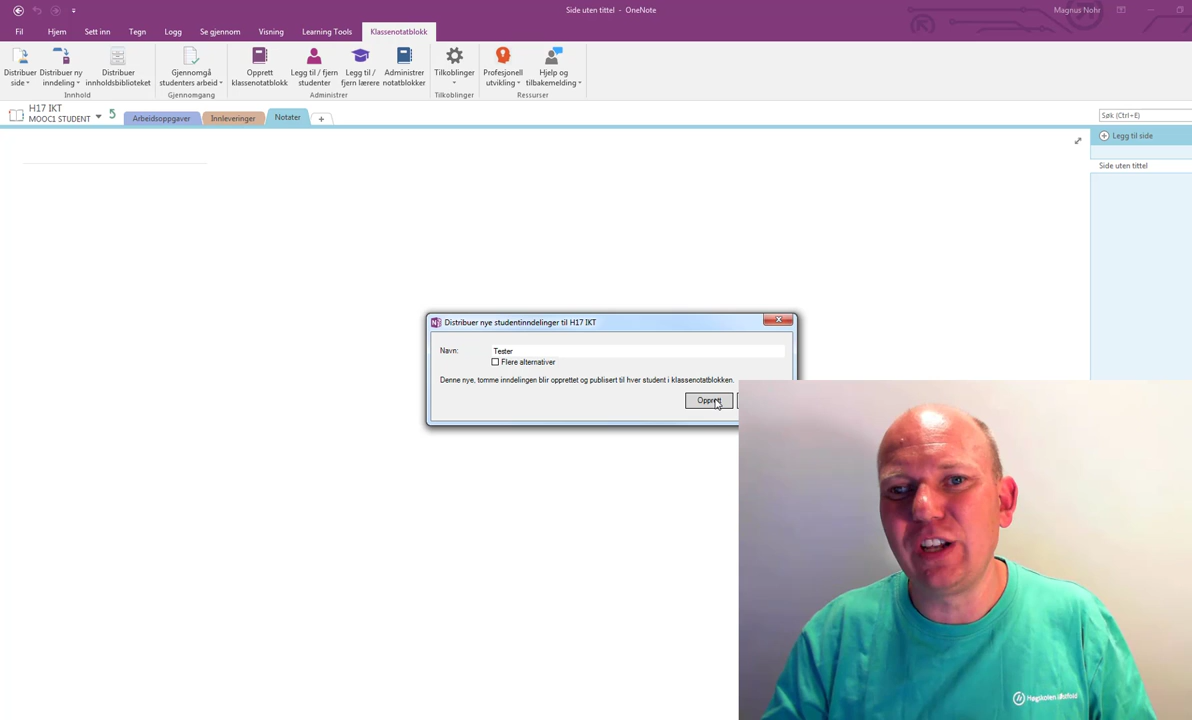 Side uten tittel - OneNote
Magnus Nohr
Fil Hjem Sett inn Tegn Logg Se gjennom Visning Learning Tools Klassenotatblokk
Distribuer side
Distribuer ny inndeling
Distribuer innholdsbiblioteket
Gjennomgå studenters arbeid
Opprett klassenotatblokk
Legg til / fjern studenter
Legg til / fjern lærere
Administrer notatblokker
Tilkoblinger
Profesjonell utvikling
Hjelp og tilbakemelding
Innhold Gjennomgang Administrer Tilkoblinger Ressurser
H17 IKT
MOOC1 STUDENT
Arbeidsoppgaver Innleveringer Notater
Søk (Ctrl+E)
Legg til side
Side uten tittel
Distribuer nye studentinndelinger til H17 IKT
Navn: Tester
Flere alternativer
Denne nye, tomme inndelingen blir opprettet og publisert til hver student i klassenotatblokken.
Opprett
Høgskolen i Østfold